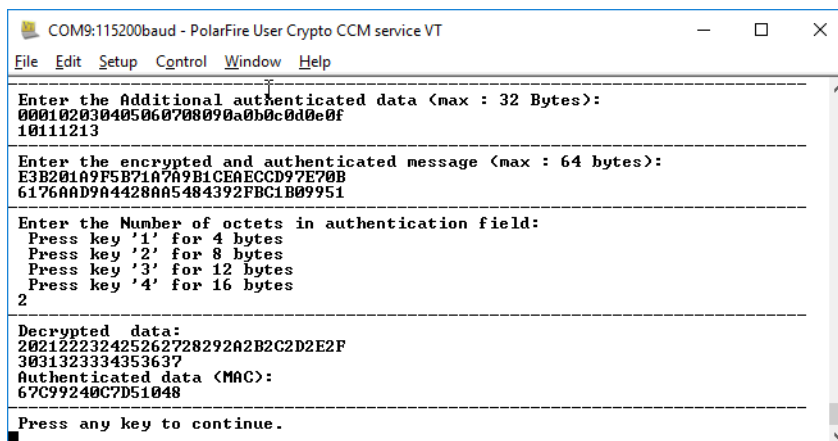 COM9:115200baud - PolarFire User Crypto CCM service VT
File Edit Setup Control Window Help
Enter the Additional authenticated data (max : 32 Bytes):
000102030405060708090a0b0c0d0e0f
10111213
Enter the encrypted and authenticated message (max : 64 bytes):
E3B201A9F5B71A7A9B1CEAECCD97E70B
6176AAD9A4428AA5484392FBC1B09951
Enter the Number of octets in authentication field:
Press key '1' for 4 bytes
Press key '2' for 8 bytes
Press key '3' for 12 bytes
Press key '4' for 16 bytes
2
Decrypted  data:
202122232425262728292A2B2C2D2E2F
3031323334353637
Authenticated data (MAC):
67C99240C7D51048
Press any key to continue.